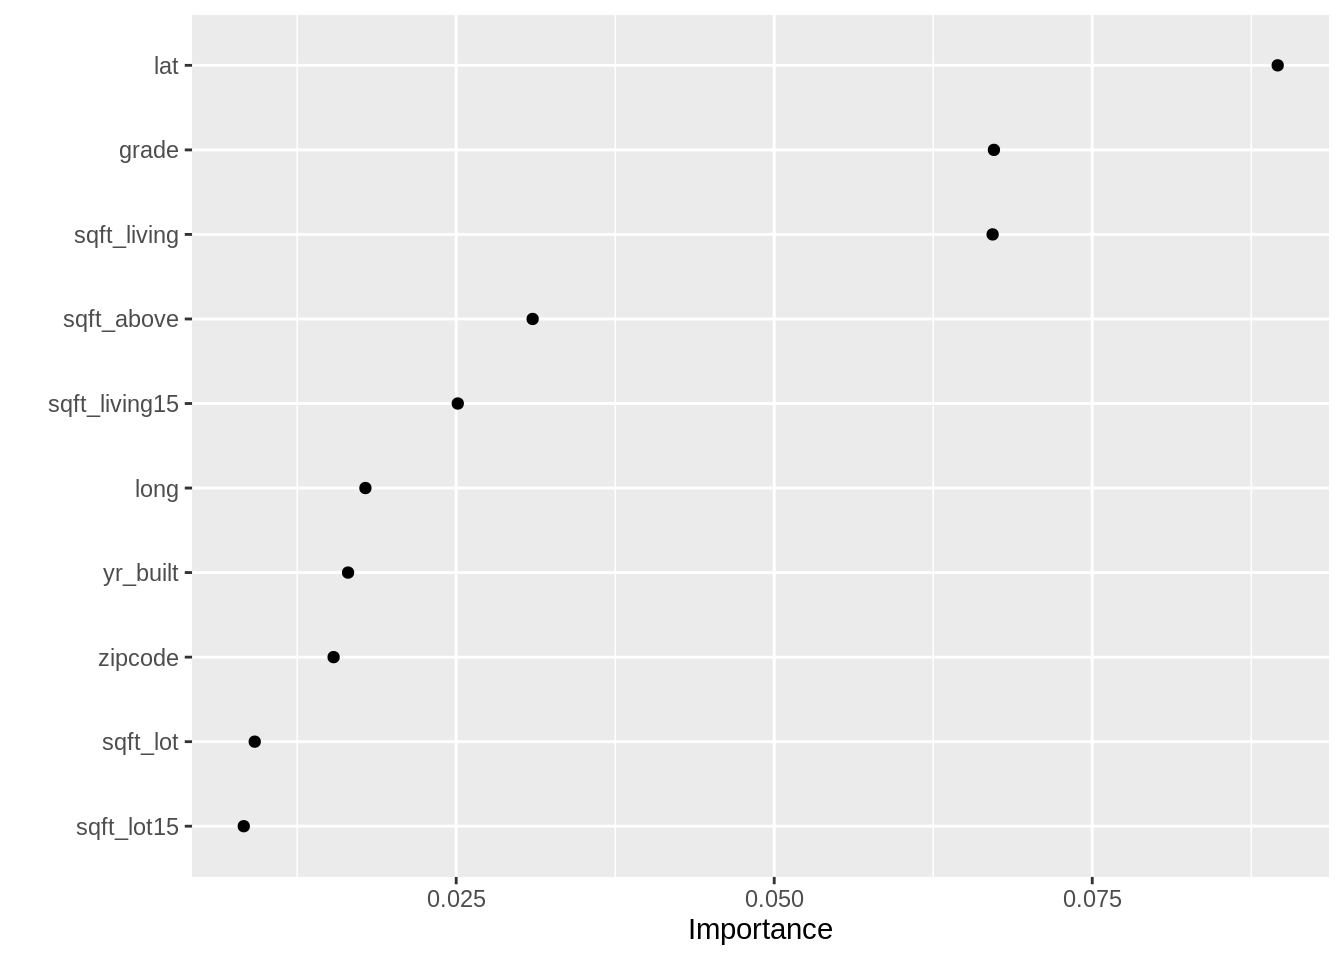 lat
grade
sqft_living
sqft_above
sqft_living15
long
yr_built
zipcode
sqft_lot
sqft_lot15
0.025 0.050 0.075
Importance